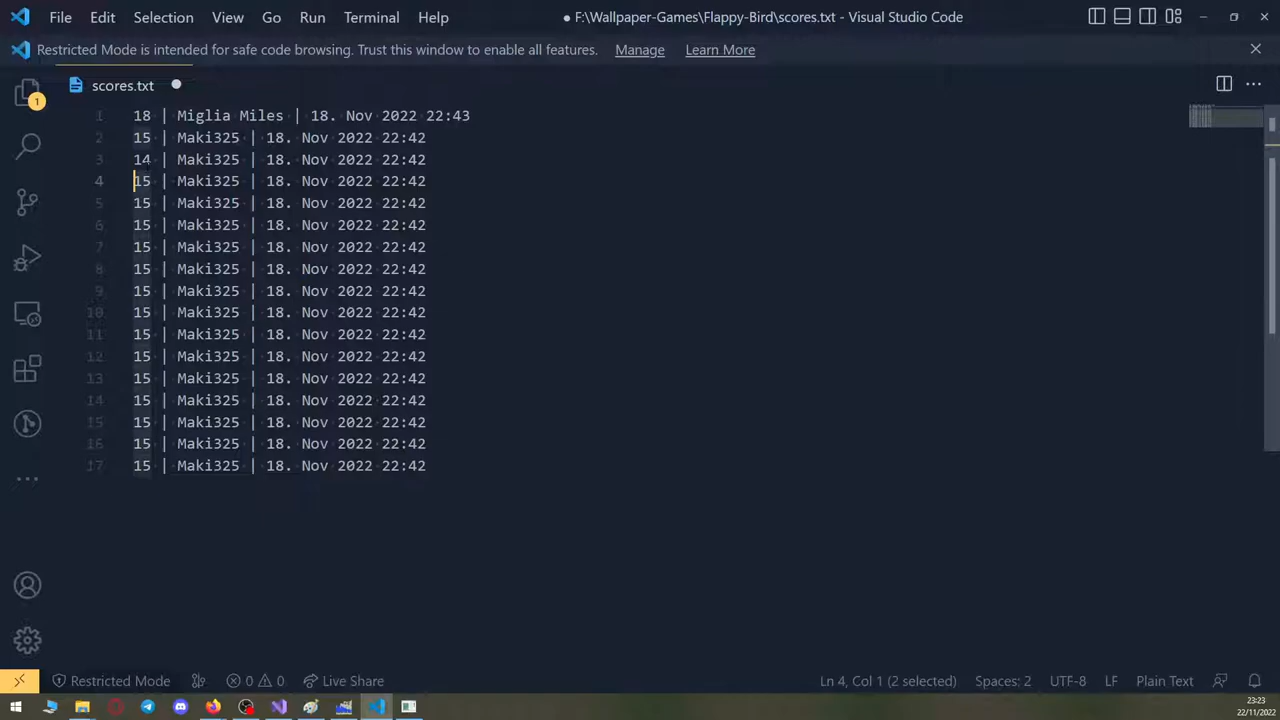 File Edit Selection View Go Run Terminal Help ● F:\Wallpaper-Games\Flappy-Bird\scores.txt - Visual Studio Code
Restricted Mode is intended for safe code browsing. Trust this window to enable all features. Manage Learn More
scores.txt
1 18 | Miglia Miles | 18. Nov 2022 22:43
2 15 | Maki325 | 18. Nov 2022 22:42
3 14 | Maki325 | 18. Nov 2022 22:42
4 15 | Maki325 | 18. Nov 2022 22:42
5 15 | Maki325 | 18. Nov 2022 22:42
6 15 | Maki325 | 18. Nov 2022 22:42
7 15 | Maki325 | 18. Nov 2022 22:42
8 15 | Maki325 | 18. Nov 2022 22:42
9 15 | Maki325 | 18. Nov 2022 22:42
10 15 | Maki325 | 18. Nov 2022 22:42
11 15 | Maki325 | 18. Nov 2022 22:42
12 15 | Maki325 | 18. Nov 2022 22:42
13 15 | Maki325 | 18. Nov 2022 22:42
14 15 | Maki325 | 18. Nov 2022 22:42
15 15 | Maki325 | 18. Nov 2022 22:42
16 15 | Maki325 | 18. Nov 2022 22:42
17 15 | Maki325 | 18. Nov 2022 22:42
1
Restricted Mode 0 0 Live Share Ln 4, Col 1 (2 selected) Spaces: 2 UTF-8 LF Plain Text
23:23
22/11/2022